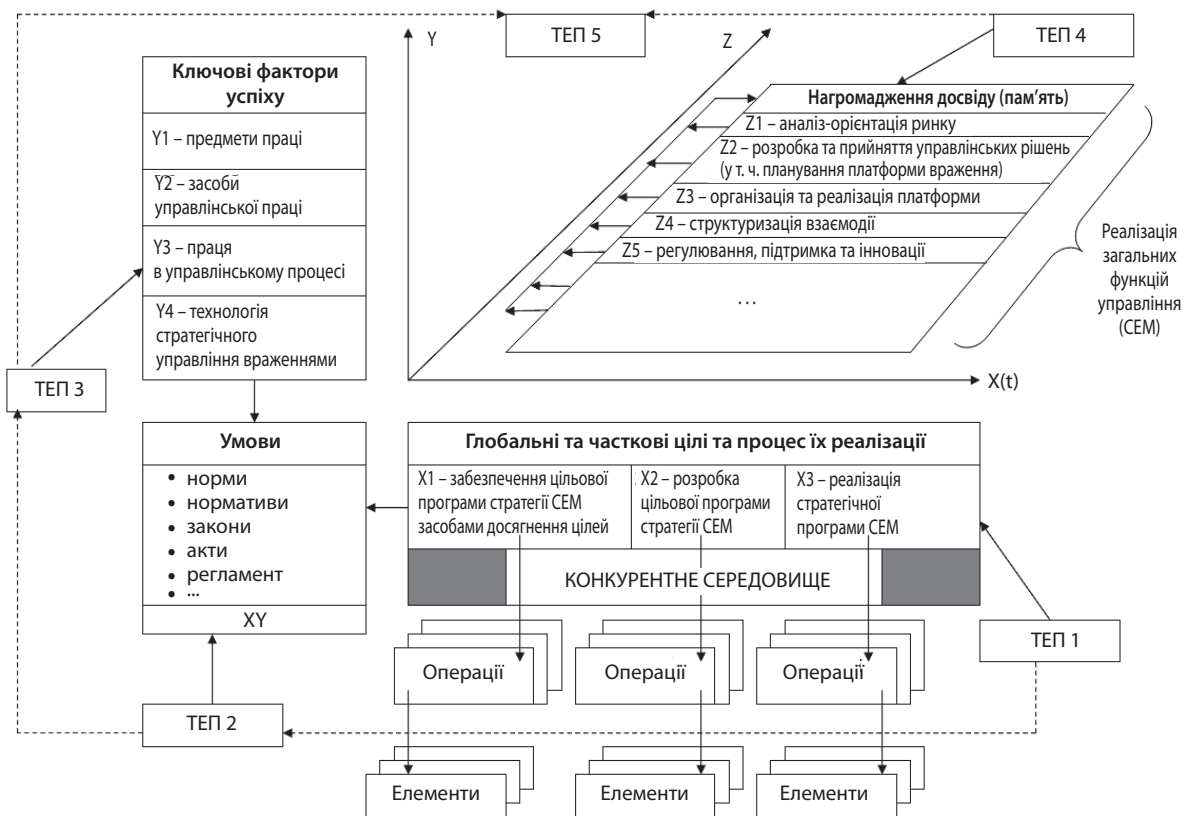 ТЕП 5
ТЕП 4
Y
Z
Ключові фактори
успіху
Y1 – предмети праці
Y2 – засоби
управлінської праці
Y3 – праця
в управлінському процесі
Y4 – технологія
стратегічного
управління враженнями
Нагромадження досвіду (пам’ять)
Z1 – аналіз-орієнтація ринку
Z2 – розробка та прийняття управлінських рішень
(у т. ч. планування платформи враження)
Z3 – організація та реалізація платформи
Z4 – структуризація взаємодії
Z5 – регулювання, підтримка та інновації
...
Реалізація
загальних
функцій
управління
(СЕМ)
ТЕП 3
X(t)
Умови
• норми
• нормативи
• закони
• акти
• регламент
• ...
XY
Глобальні та часткові цілі та процес їх реалізації
X1 – забезпечення цільової
програми стратегії СЕМ
засобами досягнення цілей
X2 – розробка
цільової програми
стратегії СЕМ
X3 – реалізація
стратегічної
програми СЕМ
КОНКУРЕНТНЕ СЕРЕДОВИЩЕ
ТЕП 1
Операції
Операції
Операції
ТЕП 2
Елементи
Елементи
Елементи